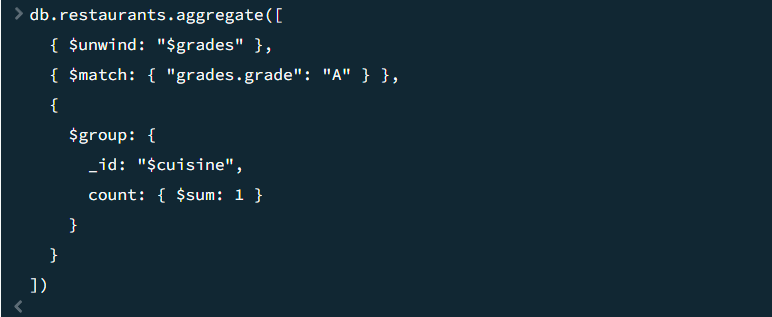 > db.restaurants.aggregate([
{ $unwind: "$grades" },
{ $match: { "grades.grade": "A" } },
{
$group: {
_id: "$cuisine",
count: { $sum: 1 }
}
}
])
<